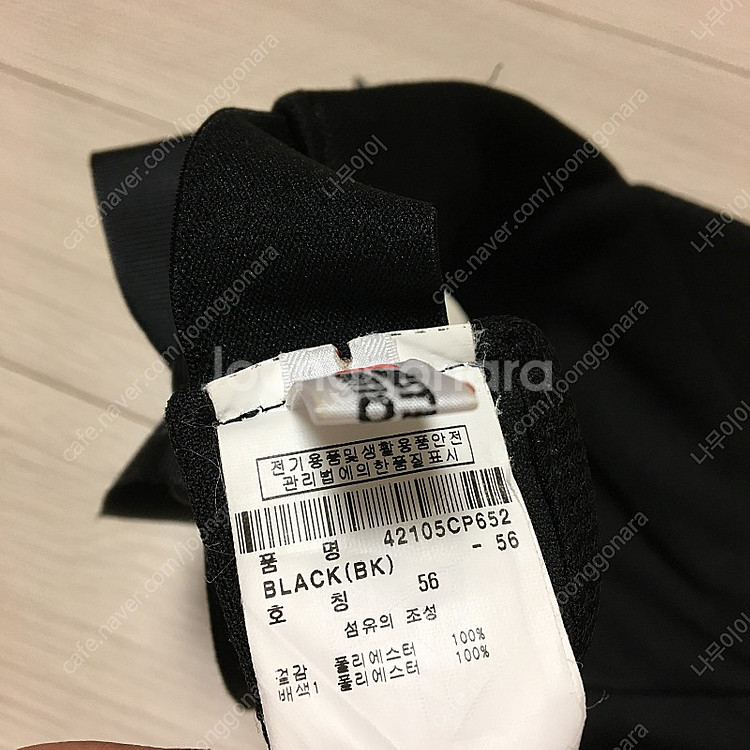 전기용품및생활용품안전
관리법에의한품질표시
품 명 42105CP652
- 56
BLACK(BK)
호 칭 56
섬유의 조성
겉감 폴리에스터 100%
배색1 폴리에스터 100%
Joonggonara
cafe.naver.com/joonggonara
나무이이